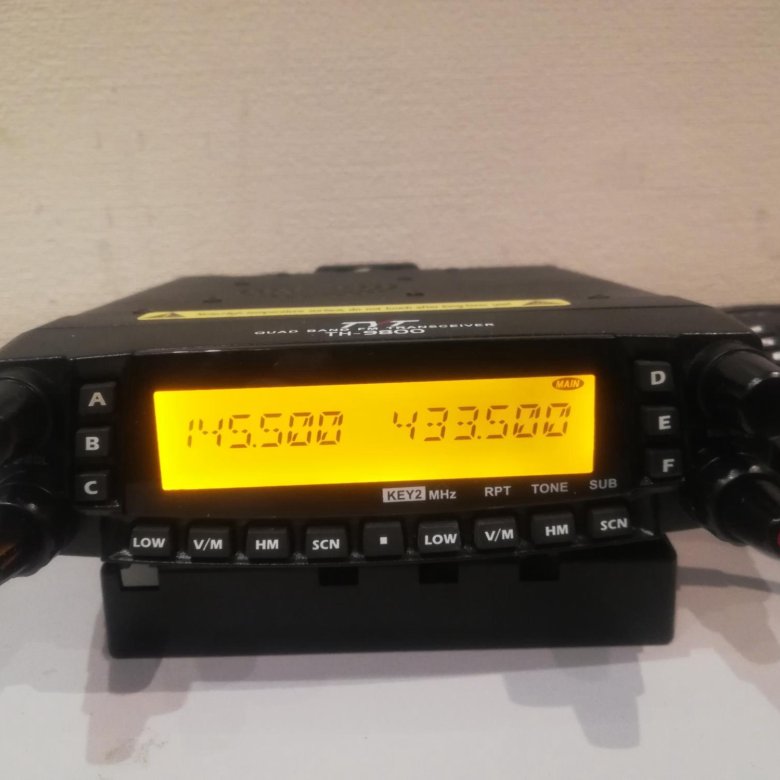 TYT
QUAD BAND FM TRANSCEIVER
TH-9800
MAIN
145.500 433.500
A
B
C
D
E
F
KEY2 MHz RPT TONE SUB
LOW V/M HM SCN LOW V/M HM SCN